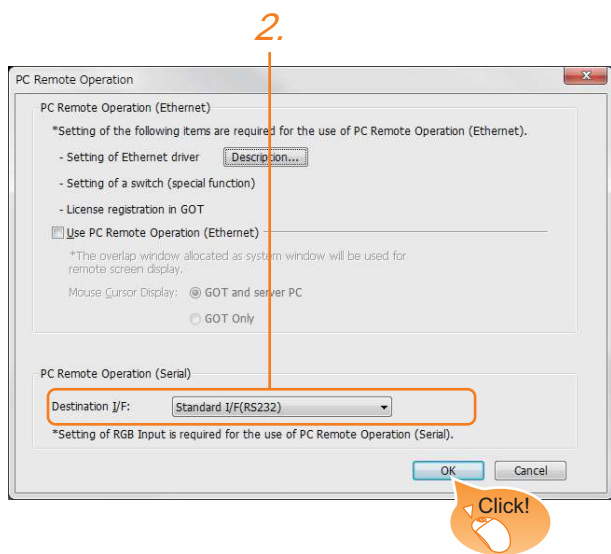 2.
PC Remote Operation
PC Remote Operation (Ethernet)
*Setting of the following items are required for the use of PC Remote Operation (Ethernet).
- Setting of Ethernet driver Description...
- Setting of a switch (special function)
- License registration in GOT
Use PC Remote Operation (Ethernet)
*The overlap window allocated as system window will be used for
remote screen display.
Mouse Cursor Display: GOT and server PC
GOT Only
PC Remote Operation (Serial)
Destination I/F: Standard I/F(RS232)
*Setting of RGB Input is required for the use of PC Remote Operation (Serial).
OK Cancel
Click!